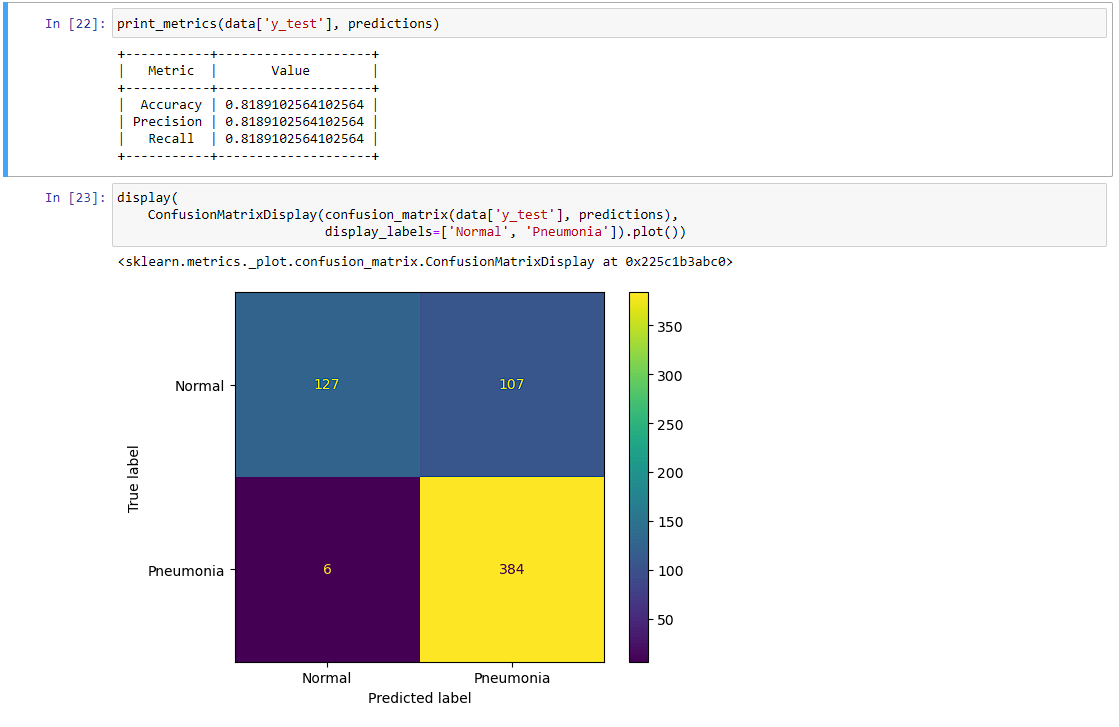 In [22]: print_metrics(data['y_test'], predictions)
+-----------+--------------------+
|   Metric  |       Value        |
+-----------+--------------------+
|  Accuracy | 0.8189102564102564 |
| Precision | 0.8189102564102564 |
|   Recall  | 0.8189102564102564 |
+-----------+--------------------+
In [23]: display(
    ConfusionMatrixDisplay(confusion_matrix(data['y_test'], predictions),
                           display_labels=['Normal', 'Pneumonia']).plot())
<sklearn.metrics._plot.confusion_matrix.ConfusionMatrixDisplay at 0x225c1b3abc0>
True label
Normal
127
107
Pneumonia
6
384
Normal
Pneumonia
Predicted label
350
300
250
200
150
100
50